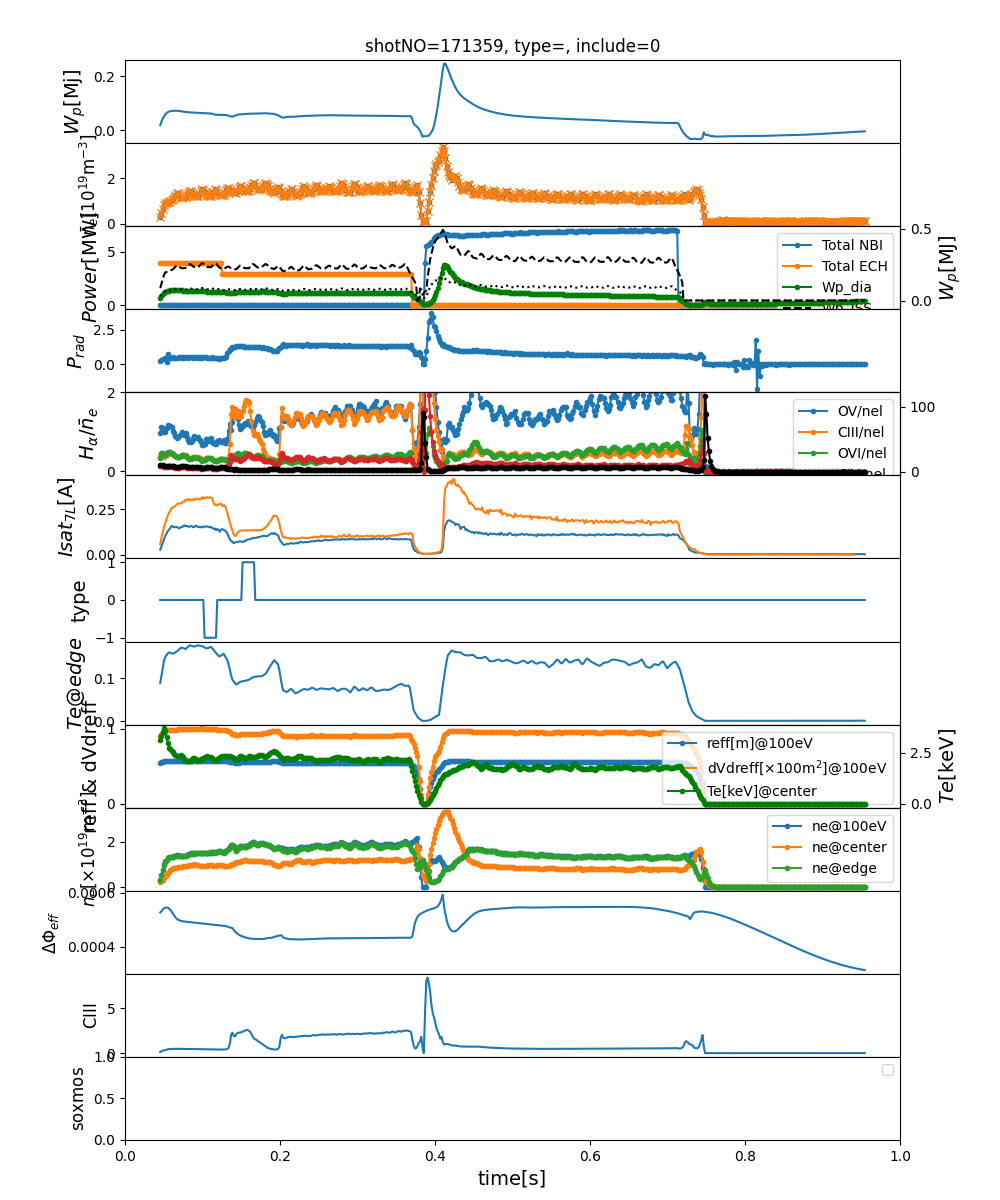 shotNO=171359, type=, include=0
W_p[MJ]
0.2
0.0
n̄_e[10^19 m^-3]
2
0
Power[MW]
5
0
Total NBI
Total ECH
Wp_dia
Wp_ISS
0.5
0.0
W_p[MJ]
P_rad
2.5
0.0
H_α/n̄_e
2
0
OV/nel
CIII/nel
OVI/nel
100
0
Isat_7L[A]
0.25
0.00
type
1
0
−1
Te@edge
0.1
0.0
reff & dVdreff
1
0
reff[m]@100eV
dVdreff[×100m^2]@100eV
Te[keV]@center
2.5
0.0
Te[keV]
2
0
ne@100eV
ne@center
ne@edge
ΔΦ_eff
0.0006
0.0004
CIII
5
0
soxmos
1.0
0.5
0.0
0.0 0.2 0.4 0.6 0.8 1.0
time[s]